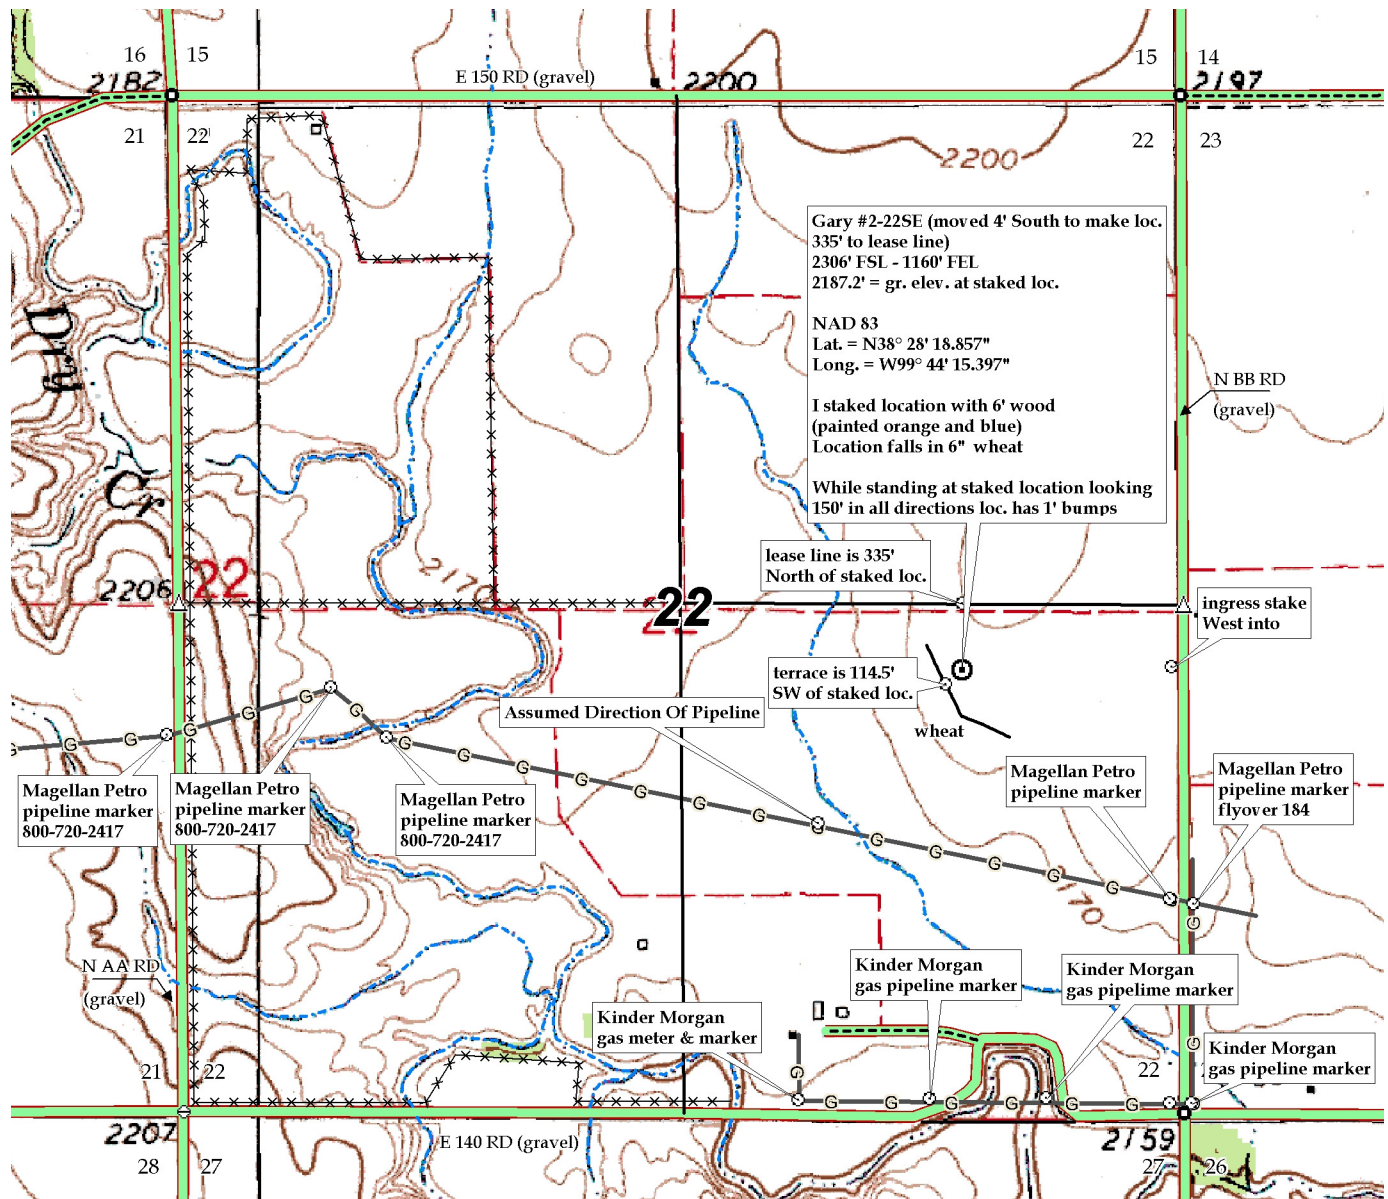 16
15
15
14
2182
E 150 RD (gravel)
2200
2197
21
22
22
23
2200
Gary #2-22SE (moved 4' South to make loc.
335' to lease line)
2306' FSL - 1160' FEL
2187.2' = gr. elev. at staked loc.
NAD 83
Lat. = N38° 28' 18.857"
Long. = W99° 44' 15.397"
I staked location with 6' wood
(painted orange and blue)
Location falls in 6" wheat
While standing at staked location looking
150' in all directions loc. has 1' bumps
Dry
Cr
N BB RD
(gravel)
lease line is 335'
North of staked loc.
2170
2206
22
22
ingress stake
West into
terrace is 114.5'
SW of staked loc.
wheat
Assumed Direction Of Pipeline
Magellan Petro
pipeline marker
800-720-2417
Magellan Petro
pipeline marker
800-720-2417
Magellan Petro
pipeline marker
800-720-2417
Magellan Petro
pipeline marker
Magellan Petro
pipeline marker
flyover 184
2170
N AA RD
(gravel)
Kinder Morgan
gas meter & marker
Kinder Morgan
gas pipeline marker
Kinder Morgan
gas pipelime marker
Kinder Morgan
gas pipeline marker
21
22
22
2207
E 140 RD (gravel)
2159
28
27
27
26
G G G G G G G G G G G G G G G G G G G G G G G G G G G G